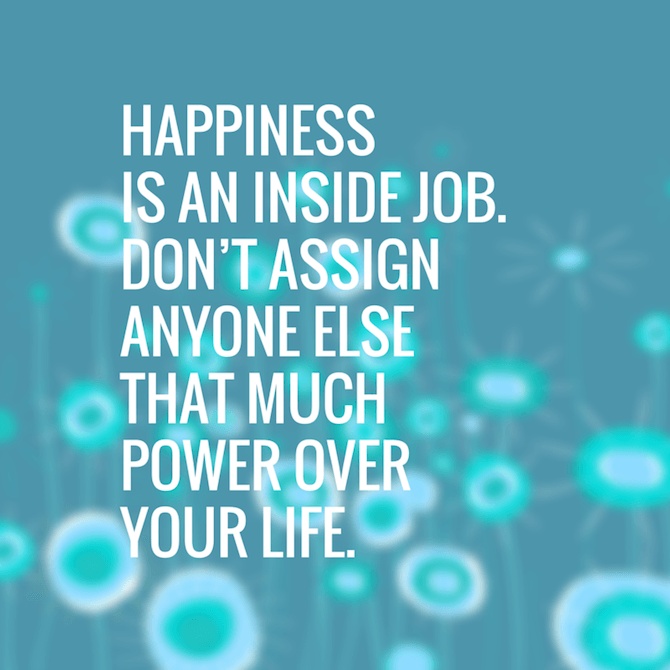 HAPPINESS
IS AN INSIDE JOB.
DON’T ASSIGN
ANYONE ELSE
THAT MUCH
POWER OVER
YOUR LIFE.